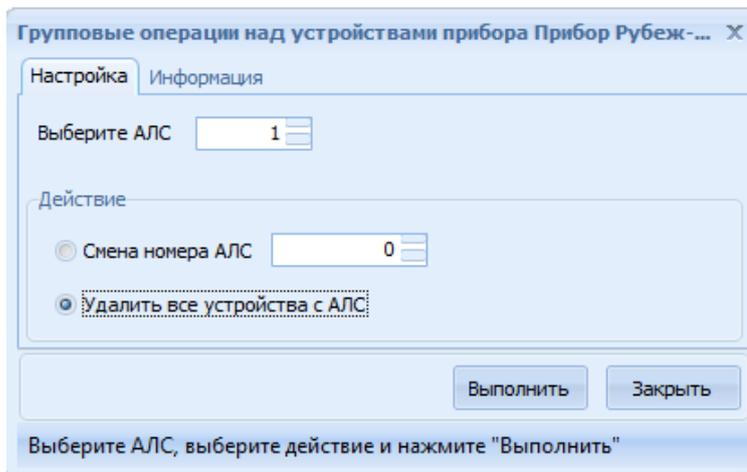 Групповые операции над устройствами прибора Прибор Рубеж-... X
Настройка Информация
Выберите АЛС 1
Действие
Смена номера АЛС 0
Удалить все устройства с АЛС
Выполнить Закрыть
Выберите АЛС, выберите действие и нажмите "Выполнить"